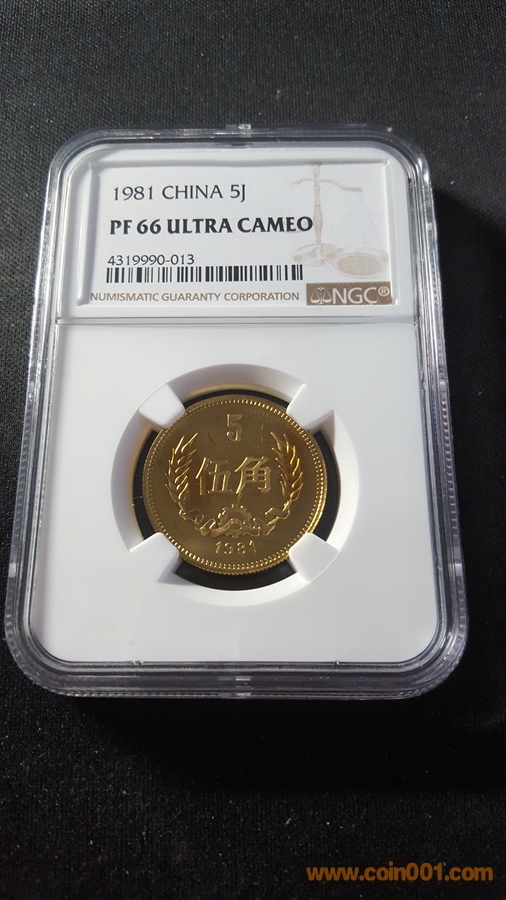 1981 CHINA 5J
PF 66 ULTRA CAMEO
4319990-013
NUMISMATIC GUARANTY CORPORATION NGC®
5
伍角
1981
www.coin001.com